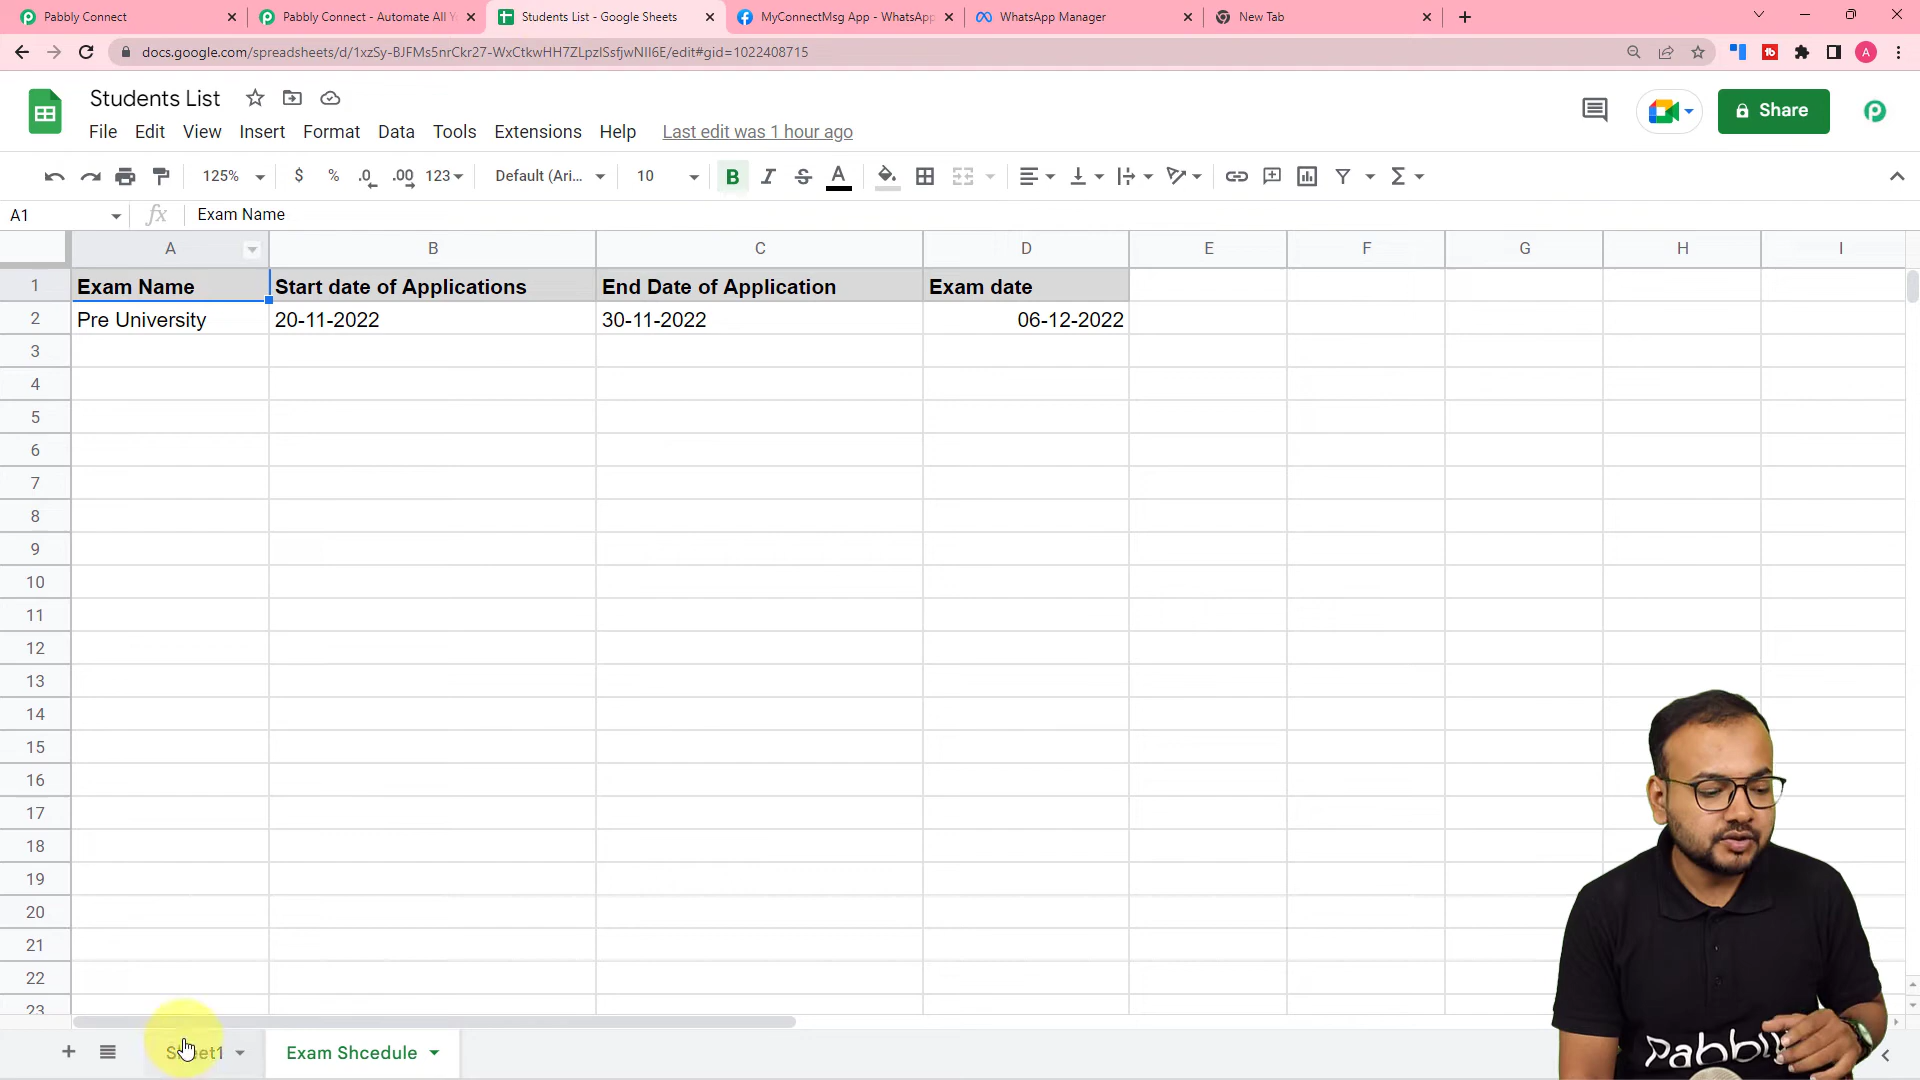 Pabbly Connect
Pabbly Connect - Automate All Y
Students List - Google Sheets
MyConnectMsg App - WhatsApp
WhatsApp Manager
New Tab
docs.google.com/spreadsheets/d/1xzSy-BJFMs5nrCkr27-WxCtkwHH7ZLpzlSsfjwNII6E/edit#gid=1022408715
Students List
File Edit View Insert Format Data Tools Extensions Help Last edit was 1 hour ago
Share
125% $ % .0 .00 123 Default (Ari... 10 B I S A
A1 fx Exam Name
A B C D E F G H I
1 Exam Name Start date of Applications End Date of Application Exam date
2 Pre University 20-11-2022 30-11-2022 06-12-2022
3
4
5
6
7
8
9
10
11
12
13
14
15
16
17
18
19
20
21
22
23
Sheet1 Exam Shcedule
Pabbly